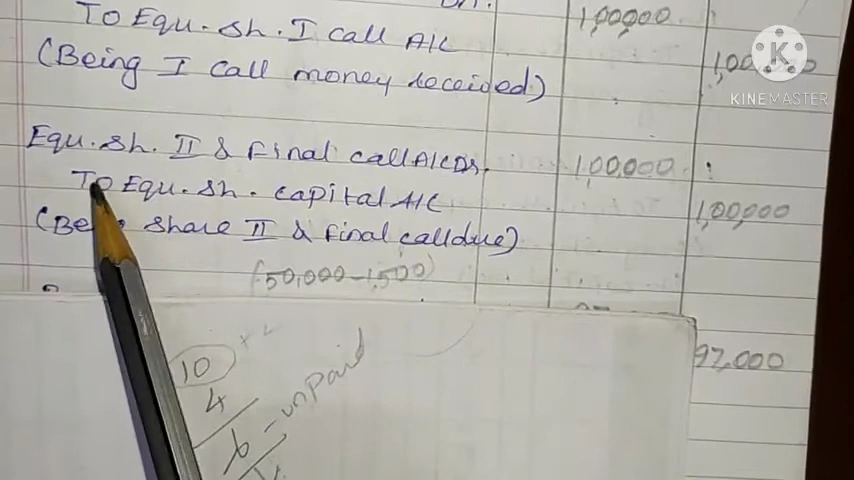 To Equ. Sh. I call A/c 1,00,000
(Being I call money received) 1,00,000
KINEMASTER
Equ. Sh. II & Final call A/c Dr. 1,00,000
To Equ. Sh. capital A/c 1,00,000
(Be share II & Final call due)
(50,000 - 1,500)
10
4
6 - unpaid
97,000